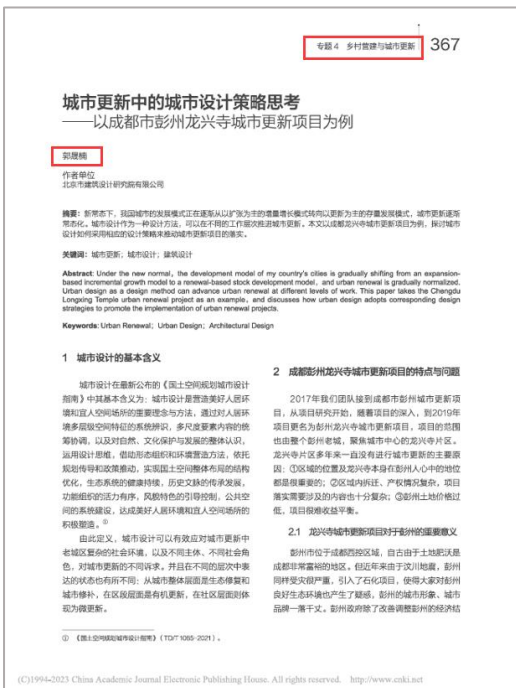 专题 4 乡村营建与城市更新 367
城市更新中的城市设计策略思考
——以成都市彭州龙兴寺城市更新项目为例
郭晟楠
作者单位
北京市建筑设计研究院有限公司
摘要：新常态下，我国城市的发展模式正在逐渐从以扩张为主的增量增长模式转向以更新为主的存量发展模式，城市更新逐渐
常态化。城市设计作为一种设计方法，可以在不同的工作层次推进城市更新。本文以成都龙兴寺城市更新项目为例，探讨城市
设计如何采用相应的设计策略来推动城市更新项目的落实。
关键词：城市更新；城市设计；建筑设计
Abstract: Under the new normal, the development model of my country's cities is gradually shifting from an expansion-
based incremental growth model to a renewal-based stock development model, and urban renewal is gradually normalized.
Urban design as a design method can advance urban renewal at different levels of work. This paper takes the Chengdu
Longxing Temple urban renewal project as an example, and discusses how urban design adopts corresponding design
strategies to promote the implementation of urban renewal projects.
Keywords: Urban Renewal; Urban Design; Architectural Design
1 城市设计的基本含义
城市设计在最新公布的《国土空间规划城市设计
指南》中其基本含义为：城市设计是营造美好人居环
境和宜人空间场所的重要理念与方法，通过对人居环
境多层级空间特征的系统辨识，多尺度要素内容的统
筹协调，以及对自然、文化保护与发展的整体认识，
运用设计思维，借助形态组织和环境营造方法，依托
规划传导和政策推动，实现国土空间整体布局的结构
优化，生态系统的健康持续，历史文脉的传承发展，
功能组织的活力有序，风貌特色的引导控制，公共空
间的系统建设，达成美好人居环境和宜人空间场所的
积极塑造。①
由此定义，城市设计可以有效应对城市更新中
老城区复杂的社会环境，以及不同主体、不同社会角
色，对城市更新的不同诉求。并且在不同的层次中表
达的状态也有所不同：从城市整体层面是生态修复和
城市修补，在区段层面是有机更新，在社区层面则体
现为微更新。
2 成都彭州龙兴寺城市更新项目的特点与问题
2017年我们团队接到成都市彭州城市更新项
目，从项目研究开始，随着项目的深入，到2019年
项目更名为彭州龙兴寺城市更新项目，项目的范围
也由整个彭州老城，聚焦城市中心的龙兴寺片区。
龙兴寺片区多年来一直没有进行城市更新的主要原
因：①区域的位置及龙兴寺本身在彭州人心中的地位
都是很重要的；②区域内拆迁、产权情况复杂，项目
落实需要涉及的内容也十分复杂；③彭州土地价格过
低，项目很难收益平衡。
2.1 龙兴寺城市更新项目对于彭州的重要意义
彭州市位于成都西控区域，自古由于土地肥沃是
成都非常富裕的地区。但近年来由于汶川地震，彭州
同样受灾很严重，引入了石化项目，使得大家对彭州
良好生态环境也产生了疑惑，彭州的城市形象、城市
品牌一落千丈。彭州政府除了改善调整彭州的经济结
① 《国土空间规划城市设计指南》（TD/T 1065-2021）。
(C)1994-2023 China Academic Journal Electronic Publishing House. All rights reserved. http://www.cnki.net